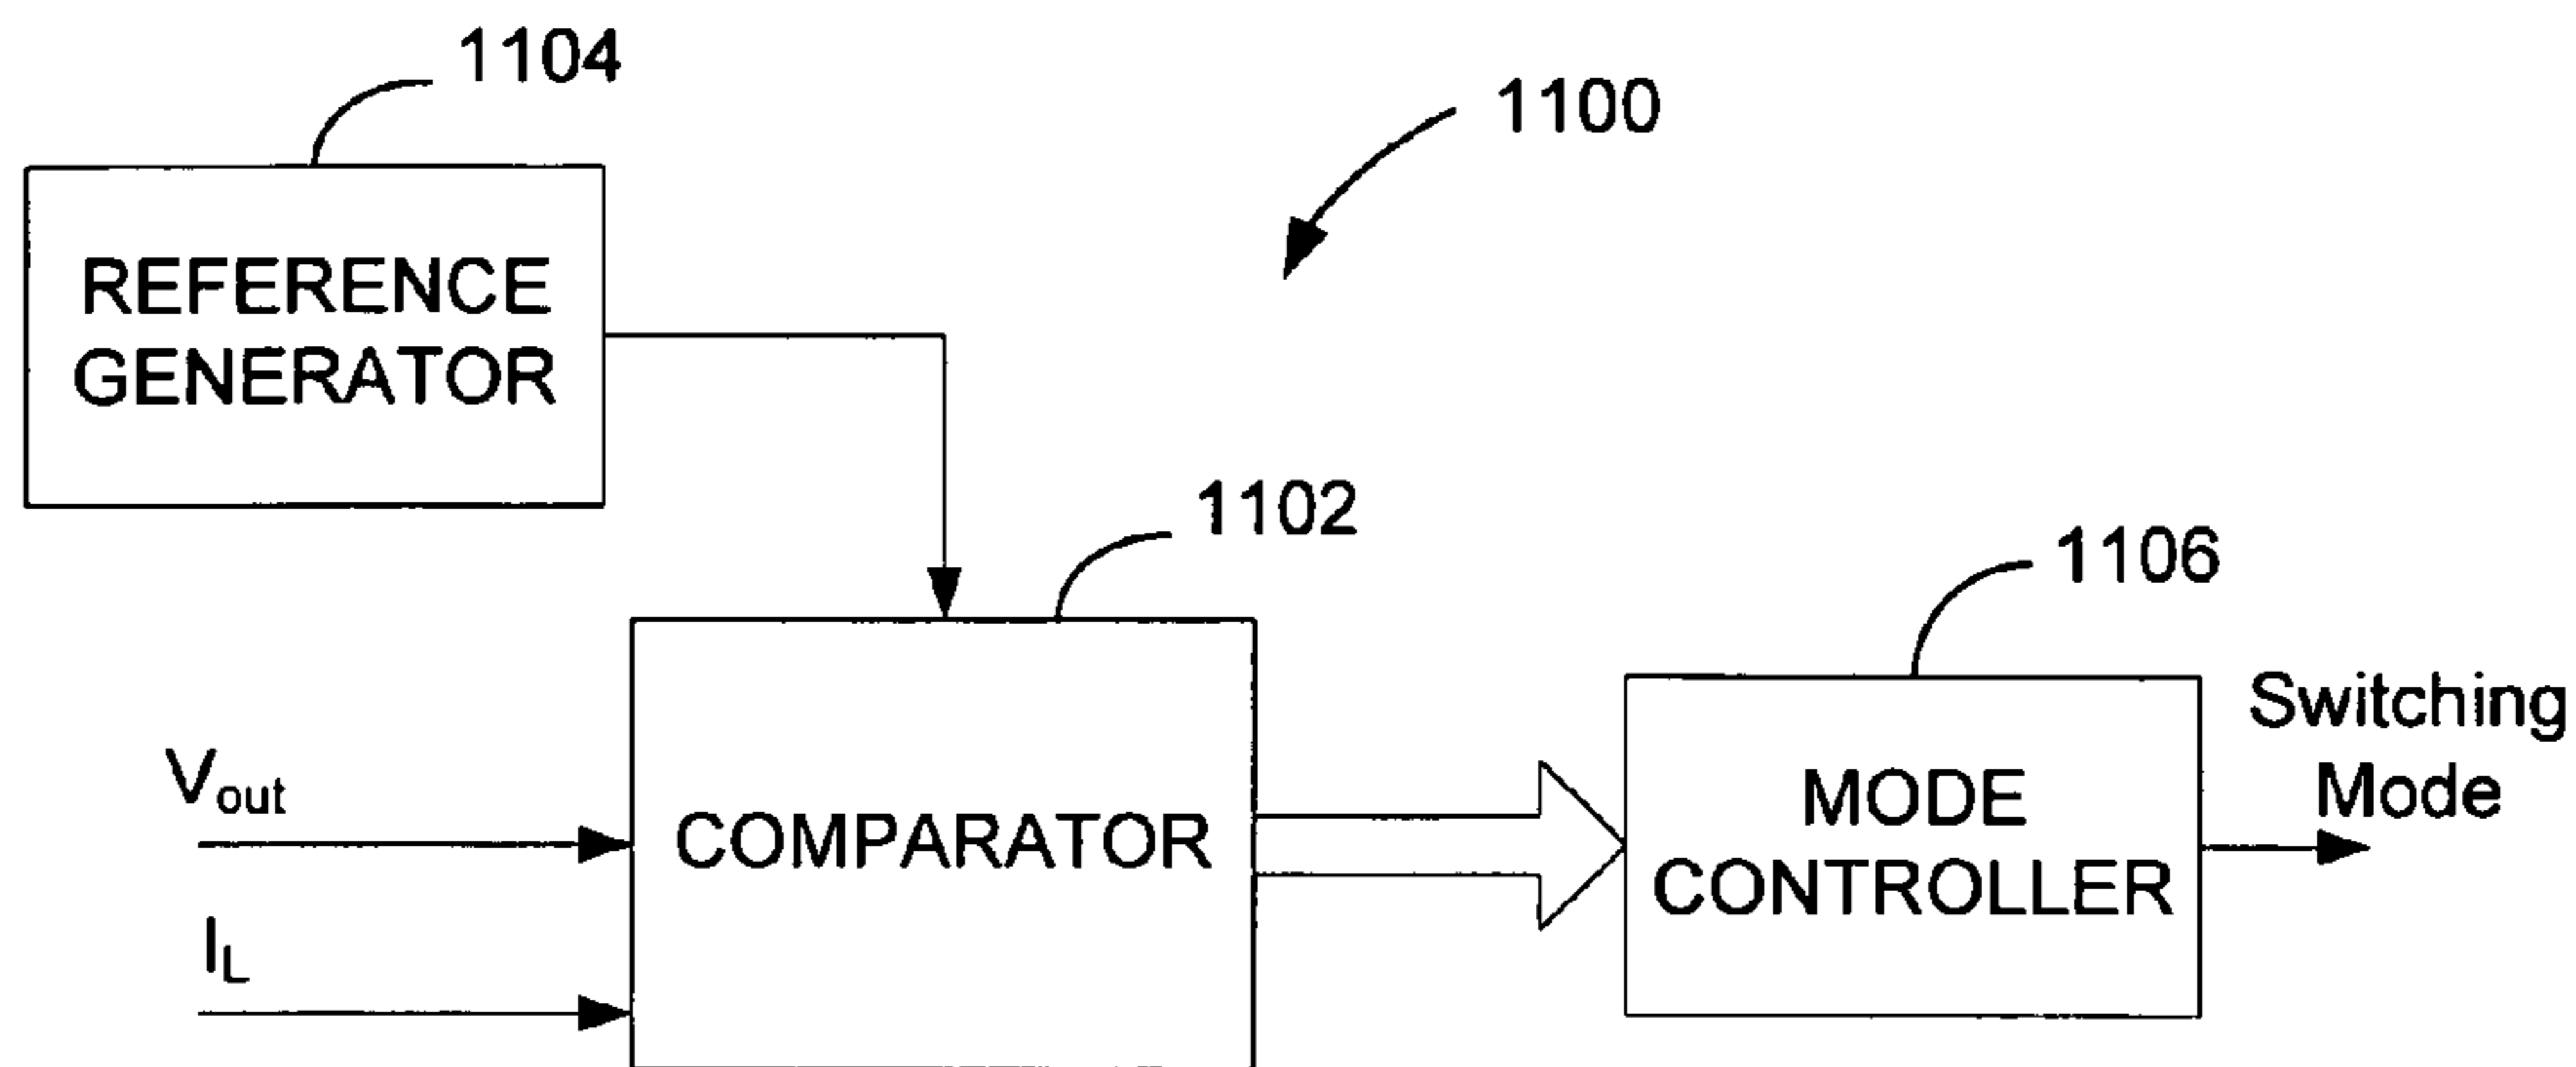 1104
1100
REFERENCE
GENERATOR
1102
1106
Switching
Mode
Vout
COMPARATOR
MODE
CONTROLLER
IL